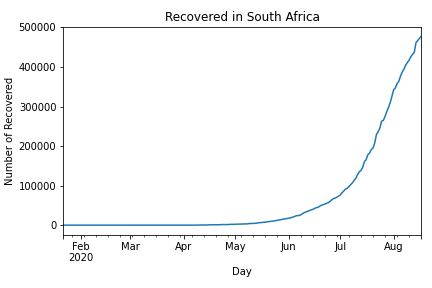 Recovered in South Africa
500000
400000
300000
200000
100000
0
Number of Recovered
Feb Mar Apr May Jun Jul Aug
2020
Day